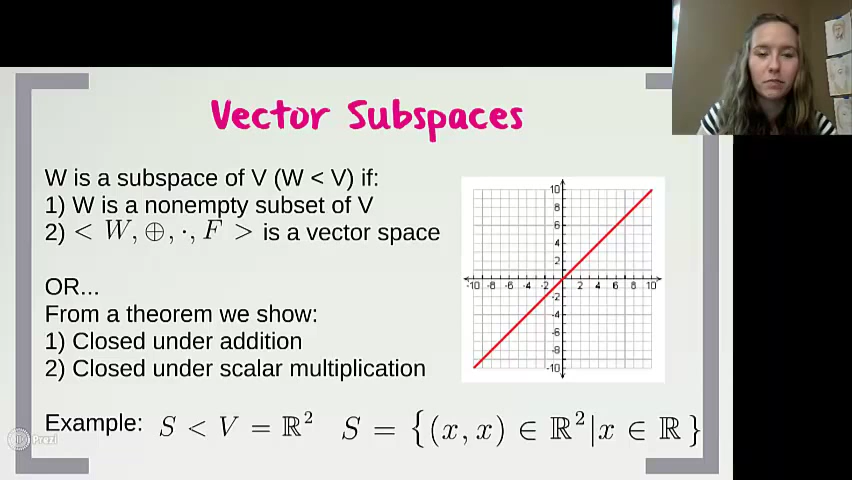 Vector Subspaces
W is a subspace of V (W < V) if:
1) W is a nonempty subset of V
2) < W, ⊕, ·, F > is a vector space
OR...
From a theorem we show:
1) Closed under addition
2) Closed under scalar multiplication
Example: S < V = ℝ² S = {(x, x) ∈ ℝ²|x ∈ ℝ}
10
8
6
4
2
-10 -8 -6 -4 -2 2 4 6 8 10
-2
-4
-6
-8
-10
Prezi